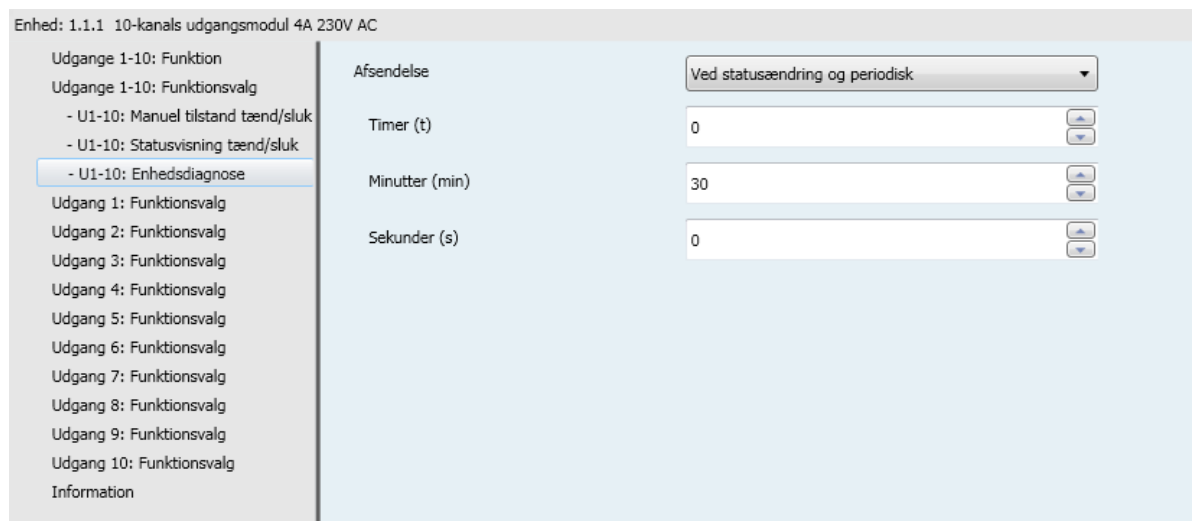 Enhed: 1.1.1 10-kanals udgangsmodul 4A 230V AC
Udgange 1-10: Funktion
Udgange 1-10: Funktionsvalg
- U1-10: Manuel tilstand tænd/sluk
- U1-10: Statusvisning tænd/sluk
- U1-10: Enhedsdiagnose
Udgang 1: Funktionsvalg
Udgang 2: Funktionsvalg
Udgang 3: Funktionsvalg
Udgang 4: Funktionsvalg
Udgang 5: Funktionsvalg
Udgang 6: Funktionsvalg
Udgang 7: Funktionsvalg
Udgang 8: Funktionsvalg
Udgang 9: Funktionsvalg
Udgang 10: Funktionsvalg
Information
Afsendelse Ved statusændring og periodisk
Timer (t) 0
Minutter (min) 30
Sekunder (s) 0